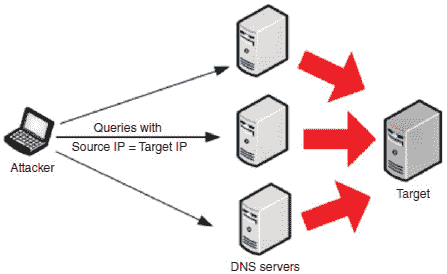 Queries with
Source IP = Target IP
Attacker
Target
DNS servers